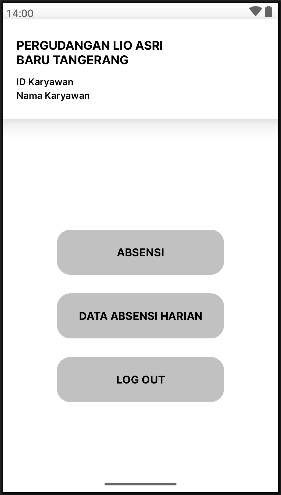 14:00
PERGUDANGAN LIO ASRI
BARU TANGERANG
ID Karyawan
Nama Karyawan
ABSENSI
DATA ABSENSI HARIAN
LOG OUT